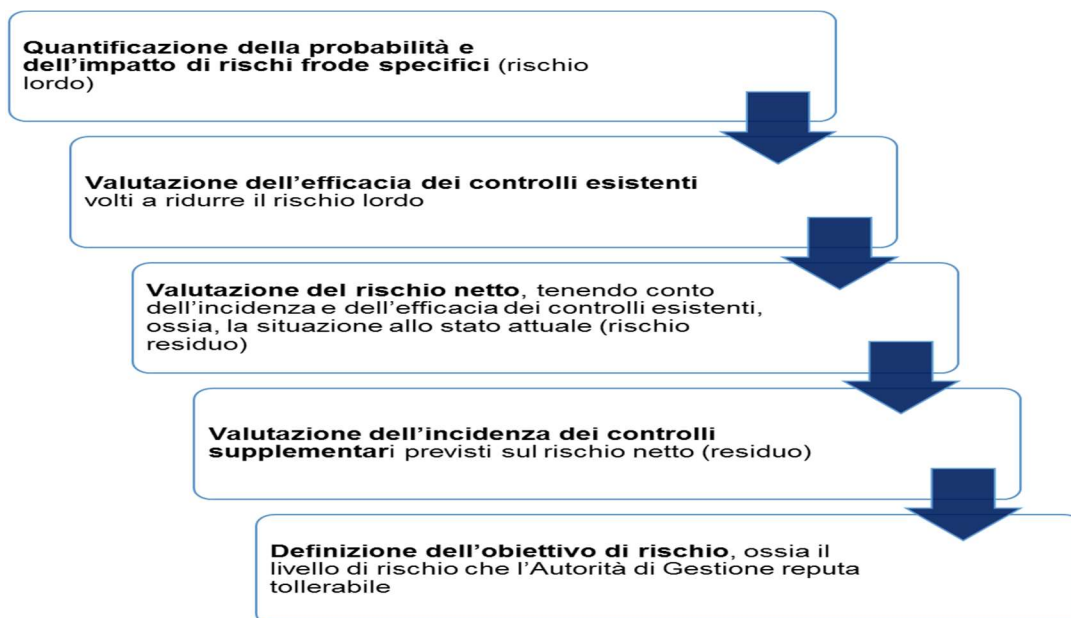 Quantificazione della probabilità e
dell'impatto di rischi frode specifici (rischio
lordo)
Valutazione dell'efficacia dei controlli esistenti
volti a ridurre il rischio lordo
Valutazione del rischio netto, tenendo conto
dell'incidenza e dell'efficacia dei controlli esistenti,
ossia, la situazione allo stato attuale (rischio
residuo)
Valutazione dell'incidenza dei controlli
supplementari previsti sul rischio netto (residuo)
Definizione dell'obiettivo di rischio, ossia il
livello di rischio che l'Autorità di Gestione reputa
tollerabile